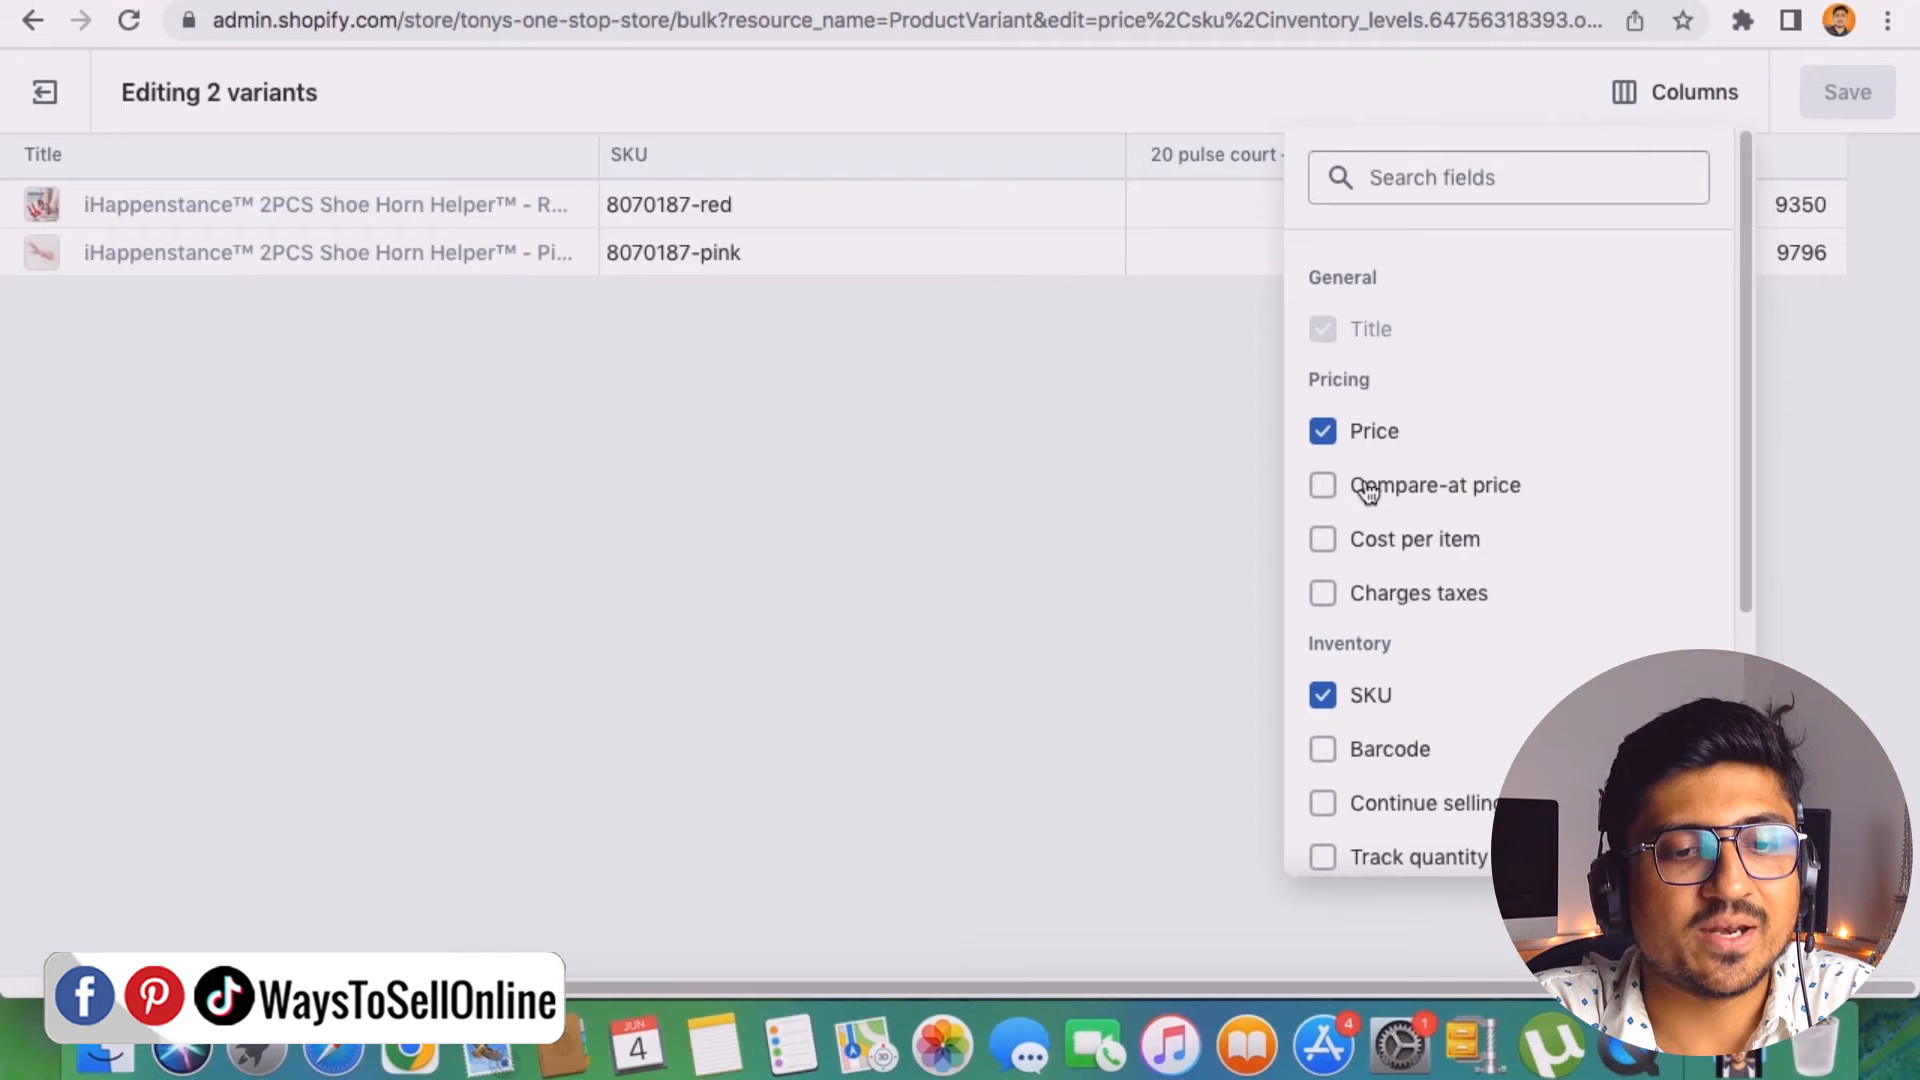 admin.shopify.com/store/tonys-one-stop-store/bulk?resource_name=ProductVariant&edit=price%2Csku%2Cinventory_levels.64756318393.o...
Editing 2 variants
Columns
Save
Title
SKU
20 pulse court -
Search fields
iHappenstance™ 2PCS Shoe Horn Helper™ - R...
8070187-red
9350
iHappenstance™ 2PCS Shoe Horn Helper™ - Pi...
8070187-pink
9796
General
Title
Pricing
Price
Compare-at price
Cost per item
Charges taxes
Inventory
SKU
Barcode
Continue selling
Track quantity
WaysToSellOnline
JUN
4
3D
4
1